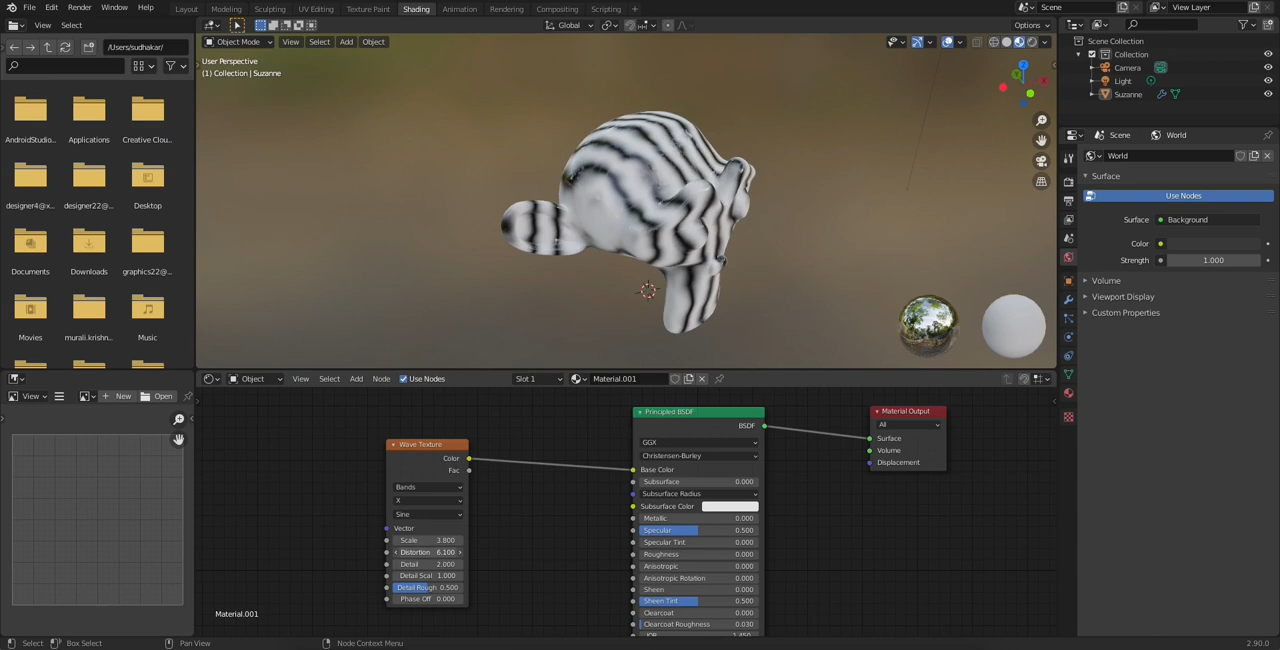 File Edit Render Window Help Layout Modeling Sculpting UV Editing Texture Paint Shading Animation Rendering Compositing Scripting Scene View Layer
View Select Global Options
/Users/sudhakar/
Object Mode View Select Add Object
User Perspective
(1) Collection | Suzanne
Scene Collection
Collection
Camera
Light
Suzanne
AndroidStudio... Applications Creative Clou...
designer4@x... designer22@... Desktop
Documents Downloads graphics22@...
Movies murali.krishn... Music
Scene World
World
Surface
Use Nodes
Surface Background
Color
Strength 1.000
Volume
Viewport Display
Custom Properties
Object View Select Add Node Use Nodes Slot 1 Material.001
View New Open
Wave Texture
Color
Fac
Bands
X
Sine
Vector
Scale 3.800
Distortion 6.100
Detail 2.000
Detail Scal 1.000
Detail Rough 0.500
Phase Off 0.000
Principled BSDF
BSDF
GGX
Christensen-Burley
Base Color
Subsurface 0.000
Subsurface Radius
Subsurface Color
Metallic 0.000
Specular 0.500
Specular Tint 0.000
Roughness 0.000
Anisotropic 0.000
Anisotropic Rotation 0.000
Sheen 0.000
Sheen Tint 0.500
Clearcoat 0.000
Clearcoat Roughness 0.030
IOR 1.450
Material Output
All
Surface
Volume
Displacement
Material.001
Select Box Select Pan View Node Context Menu 2.90.0